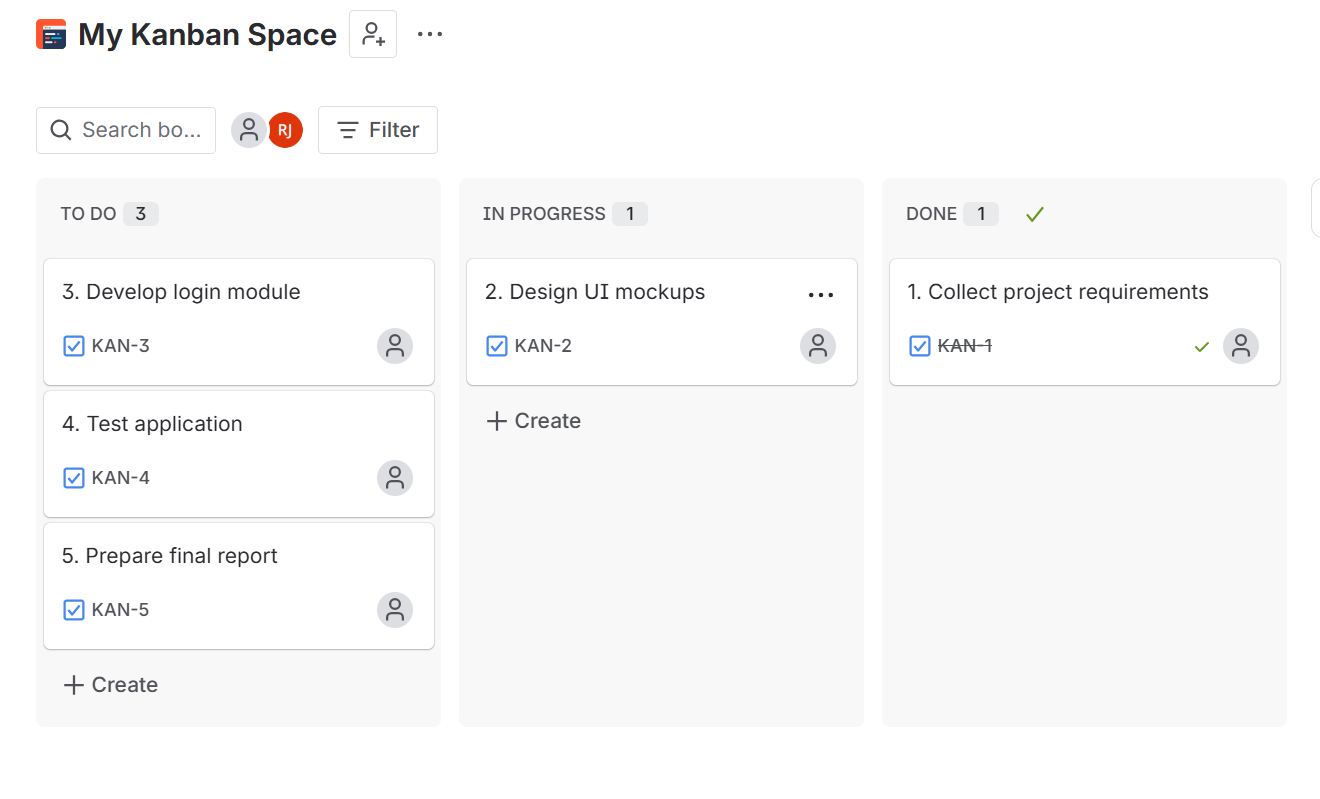 My Kanban Space
Search bo...
RJ
Filter
TO DO 3
3. Develop login module
KAN-3
4. Test application
KAN-4
5. Prepare final report
KAN-5
Create
IN PROGRESS 1
2. Design UI mockups
KAN-2
Create
DONE 1
1. Collect project requirements
KAN-1